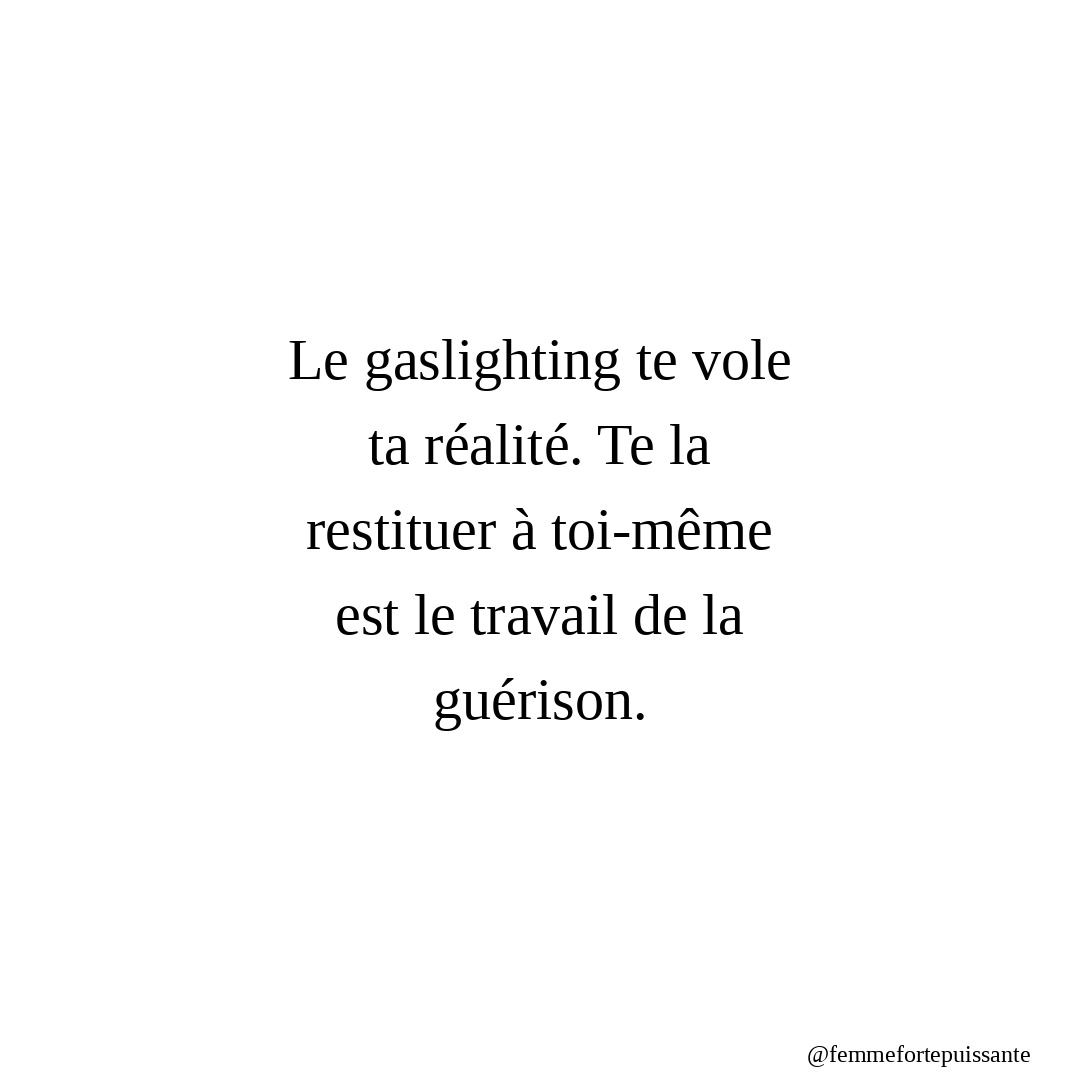 Le gaslighting te vole
ta réalité. Te la
restituer à toi-même
est le travail de la
guérison.
@femmefortepuissante